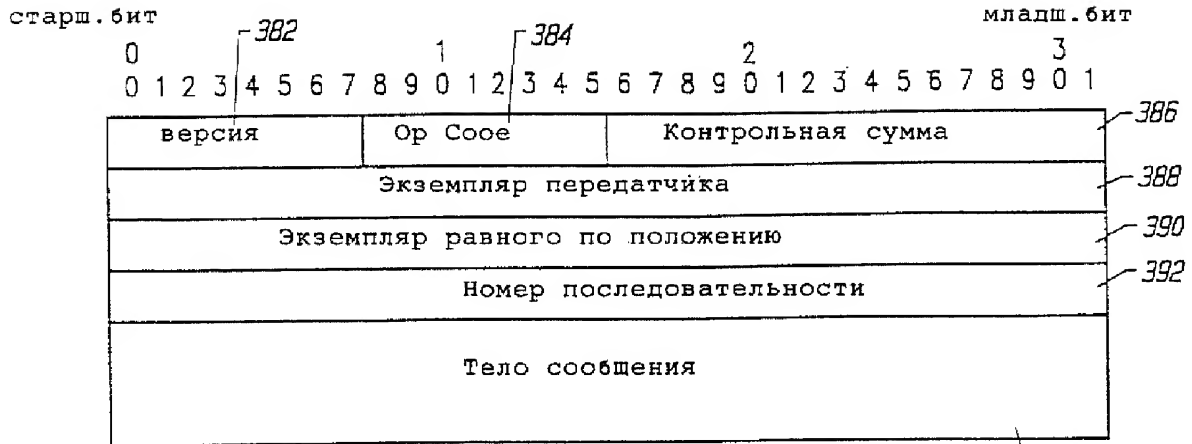 старш.бит младш.бит
382 384
0 1 2 3
0 1 2 3 4 5 6 7 8 9 0 1 2 3 4 5 6 7 8 9 0 1 2 3 4 5 6 7 8 9 0 1
версия Op Cooe Контрольная сумма 386
Экземпляр передатчика 388
Экземпляр равного по положению 390
Номер последовательности 392
Тело сообщения